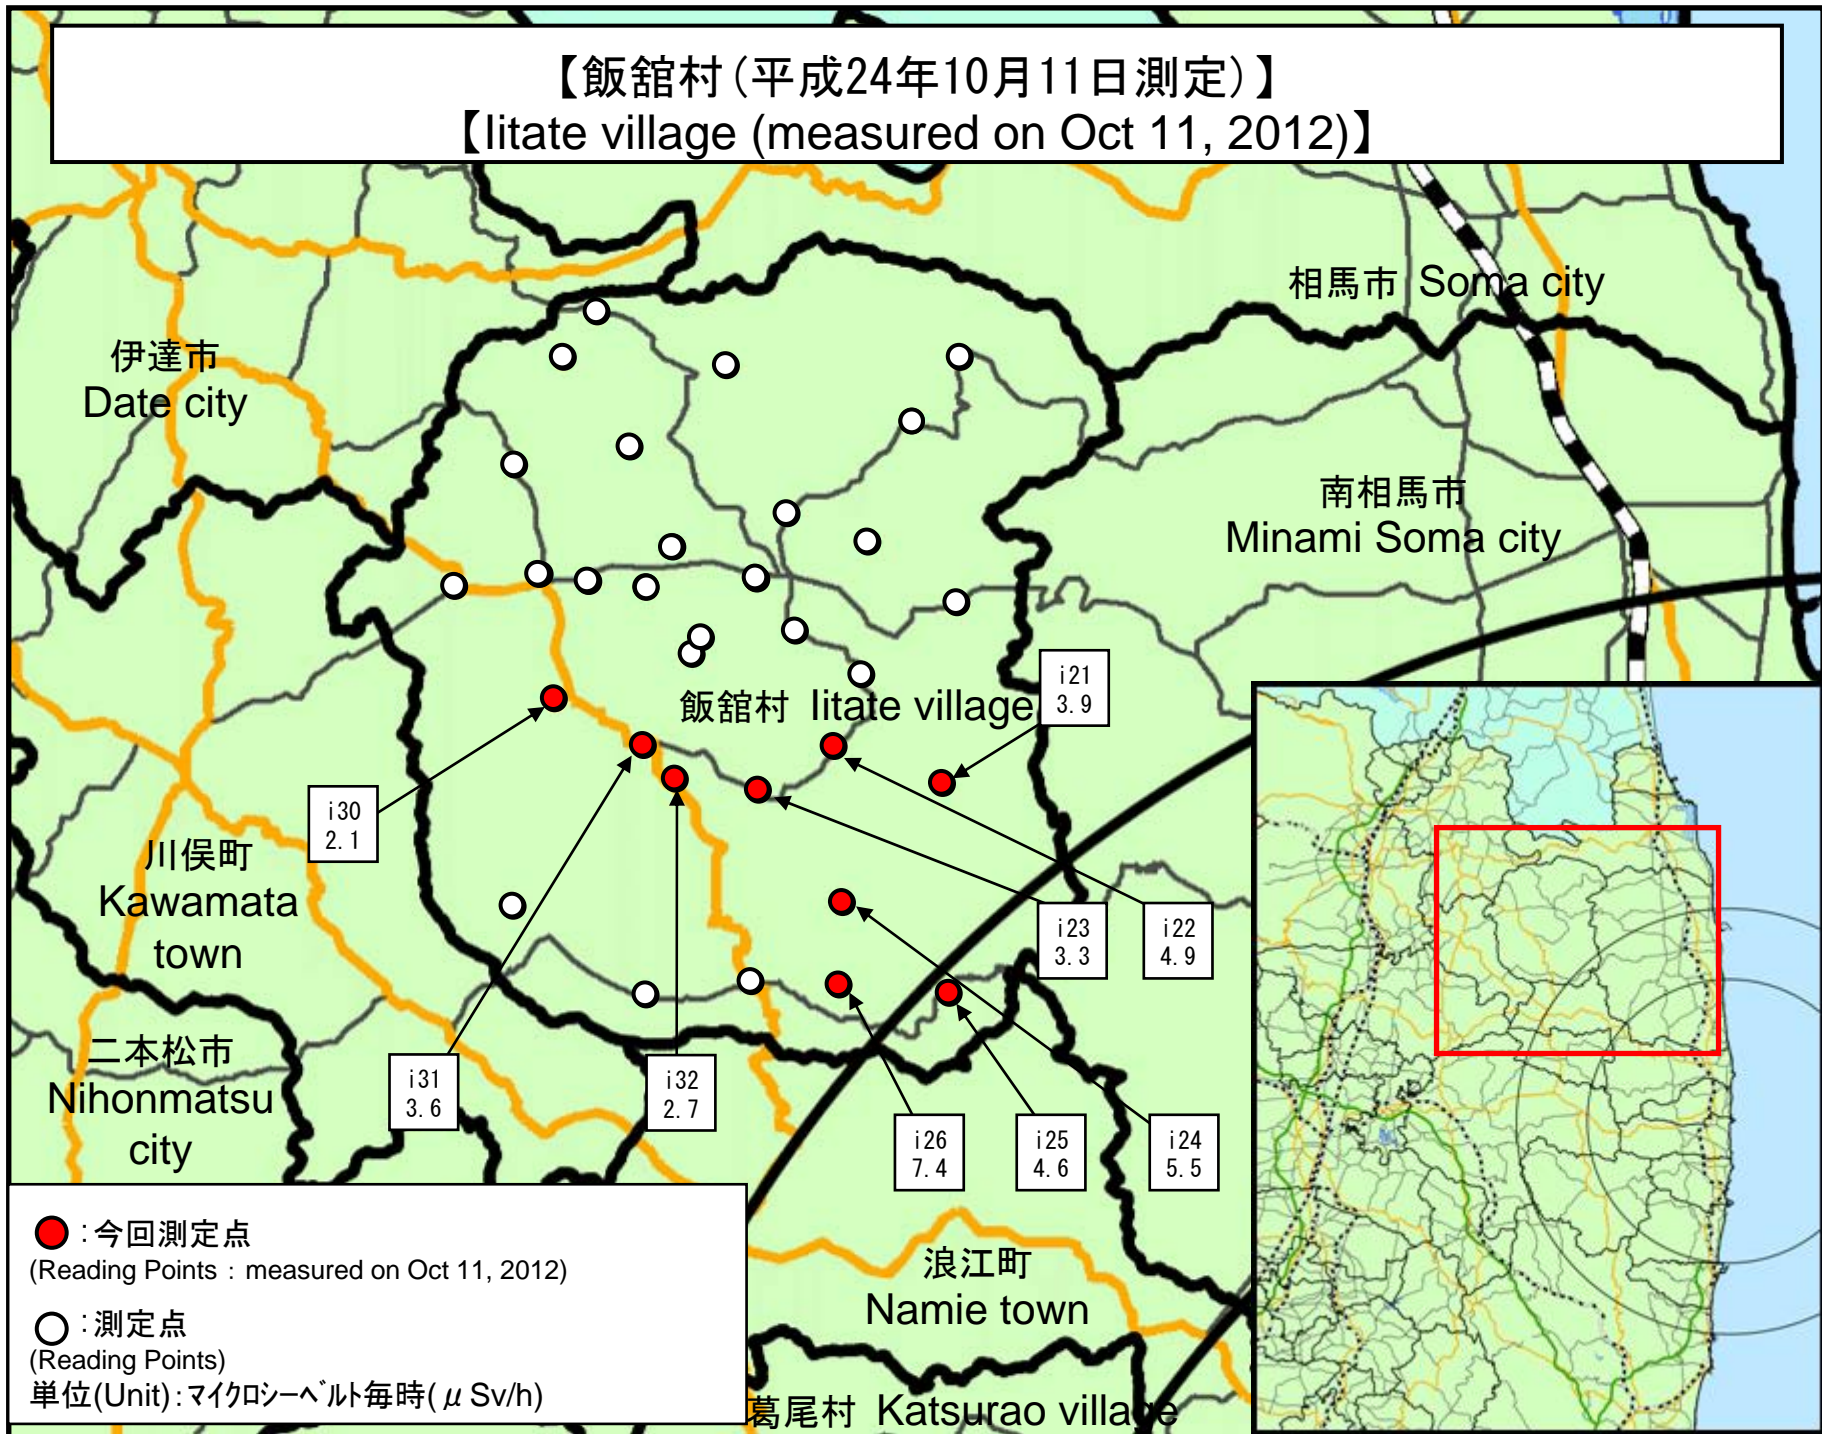 【飯舘村(平成24年10月11日測定)】
【Iitate village (measured on Oct 11, 2012)】
相馬市 Soma city
伊達市
Date city
南相馬市
Minami Soma city
飯舘村 Iitate village
i21
3.9
i30
2.1
川俣町
Kawamata
town
i23
3.3
i22
4.9
二本松市
Nihonmatsu
city
i31
3.6
i32
2.7
i26
7.4
i25
4.6
i24
5.5
:今回測定点
(Reading Points : measured on Oct 11, 2012)
:測定点
(Reading Points)
単位(Unit):マイクロシーベルト毎時(μSv/h)
浪江町
Namie town
葛尾村 Katsurao village